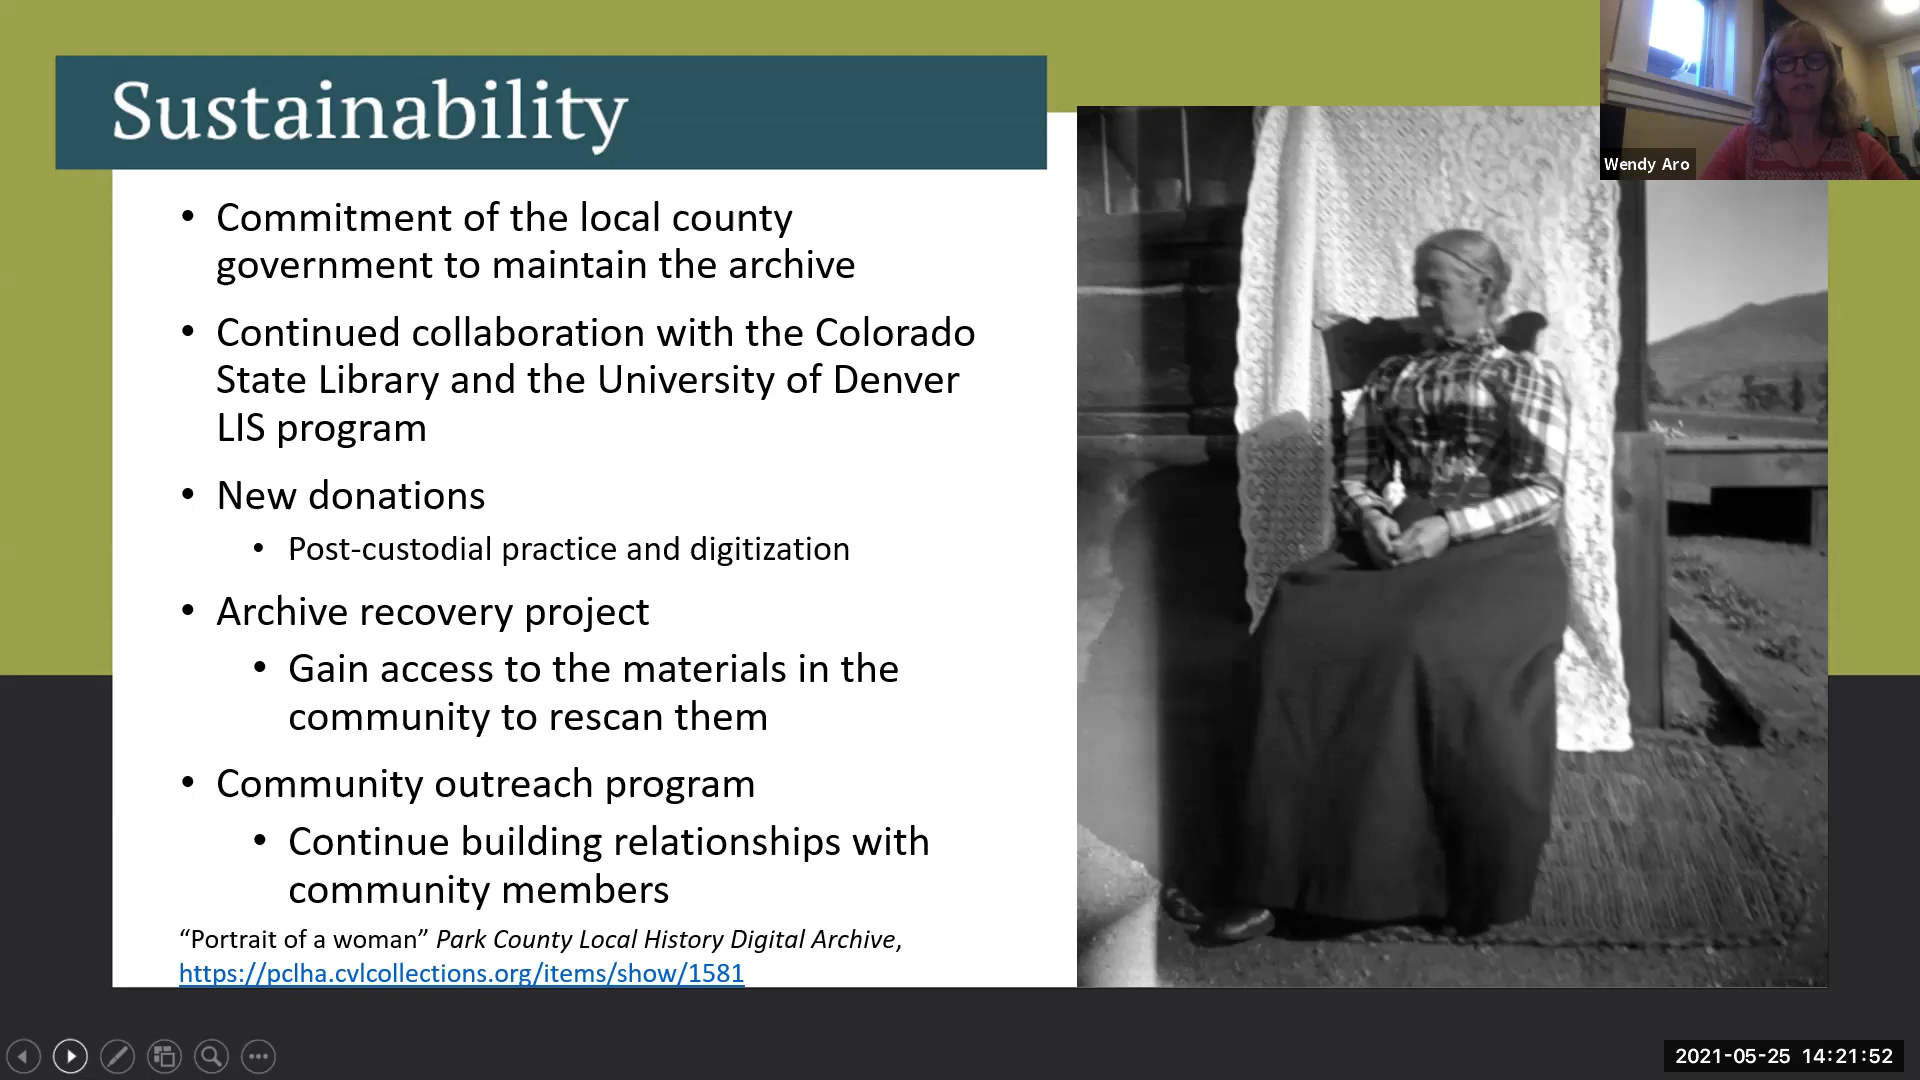 Sustainability
Wendy Aro
• Commitment of the local county
government to maintain the archive
• Continued collaboration with the Colorado
State Library and the University of Denver
LIS program
• New donations
• Post-custodial practice and digitization
• Archive recovery project
• Gain access to the materials in the
community to rescan them
• Community outreach program
• Continue building relationships with
community members
“Portrait of a woman” Park County Local History Digital Archive,
https://pclha.cvlcollections.org/items/show/1581
2021-05-25 14:21:52